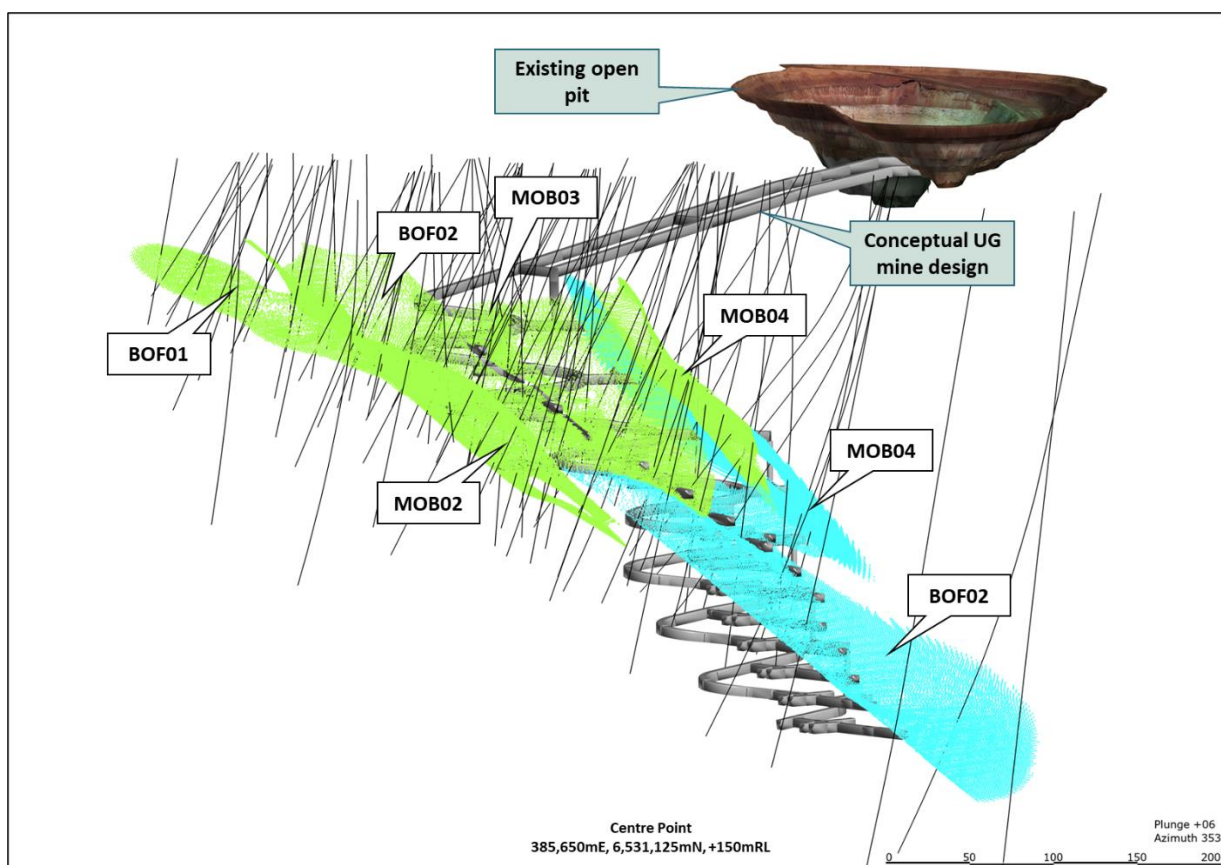 Existing open
pit
MOB03
BOF02
Conceptual UG
mine design
MOB04
BOF01
MOB04
MOB02
BOF02
Centre Point
385,650mE, 6,531,125mN, +150mRL
Plunge +06
Azimuth 353
0 50 100 150 200